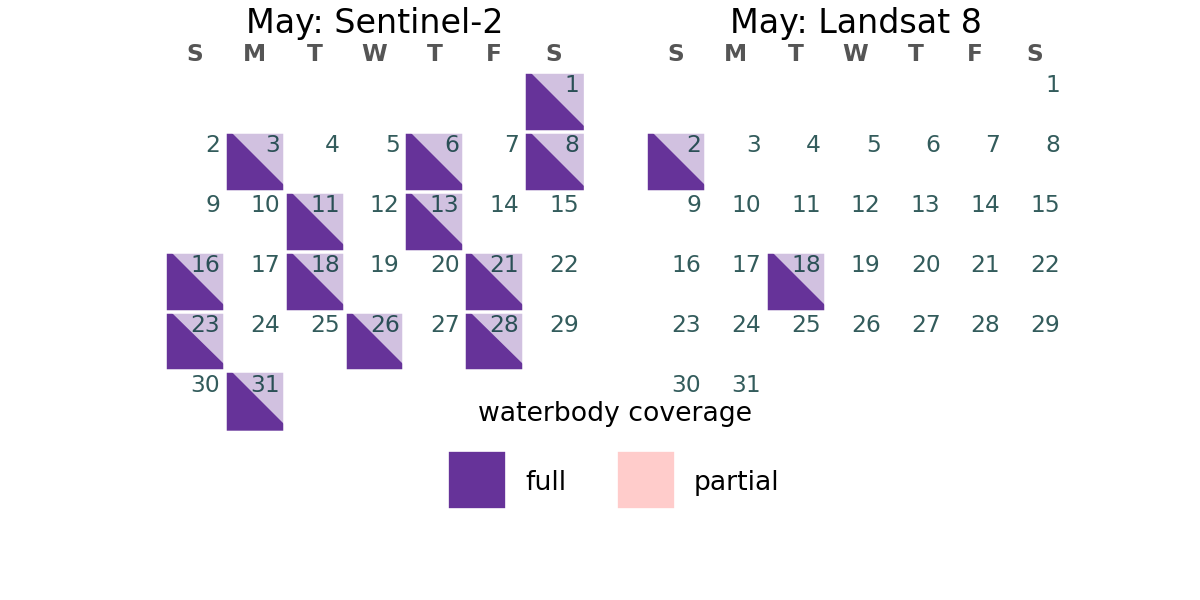 May: Sentinel-2
S M T W T F S
1
2 3 4 5 6 7 8
9 10 11 12 13 14 15
16 17 18 19 20 21 22
23 24 25 26 27 28 29
30 31
May: Landsat 8
S M T W T F S
1
2 3 4 5 6 7 8
9 10 11 12 13 14 15
16 17 18 19 20 21 22
23 24 25 26 27 28 29
30 31
waterbody coverage
full
partial